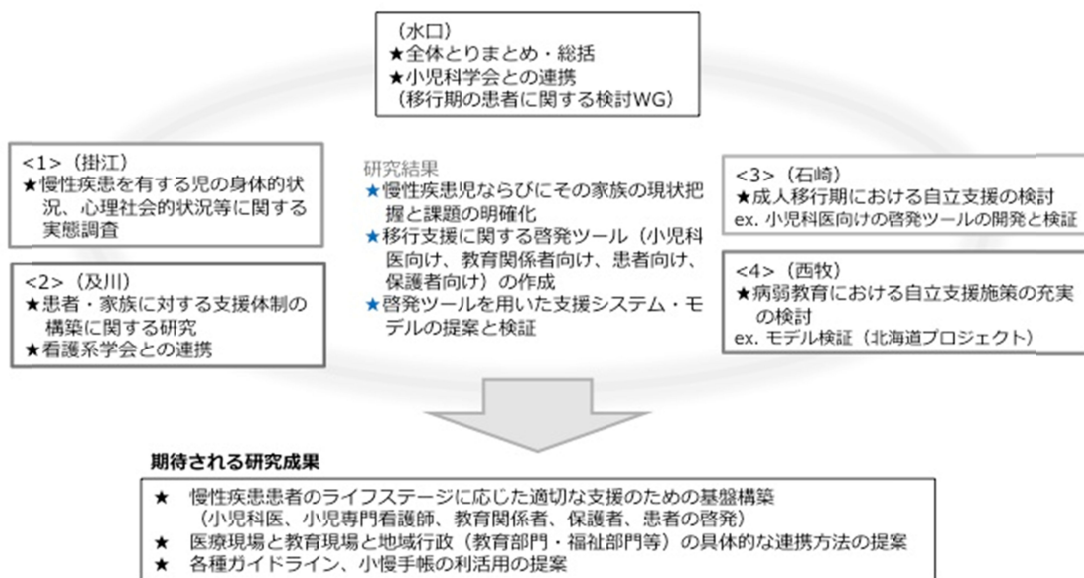 （水口）
★全体とりまとめ・総括
★小児科学会との連携
（移行期の患者に関する検討WG）
<1>（掛江）
★慢性疾患を有する児の身体的状
況、心理社会的状況等に関する
実態調査
<2>（及川）
★患者・家族に対する支援体制の
構築に関する研究
★看護系学会との連携
研究結果
★慢性疾患児ならびにその家族の現状把
握と課題の明確化
★移行支援に関する啓発ツール（小児科
医向け、教育関係者向け、患者向け、
保護者向け）の作成
★啓発ツールを用いた支援システム・モ
デルの提案と検証
<3>（石崎）
★成人移行期における自立支援の検討
ex. 小児科医向けの啓発ツールの開発と検証
<4>（西牧）
★病弱教育における自立支援施策の充実
の検討
ex. モデル検証（北海道プロジェクト）
期待される研究成果
★ 慢性疾患患者のライフステージに応じた適切な支援のための基盤構築
（小児科医、小児専門看護師、教育関係者、保護者、患者の啓発）
★ 医療現場と教育現場と地域行政（教育部門・福祉部門等）の具体的な連携方法の提案
★ 各種ガイドライン、小慢手帳の利活用の提案